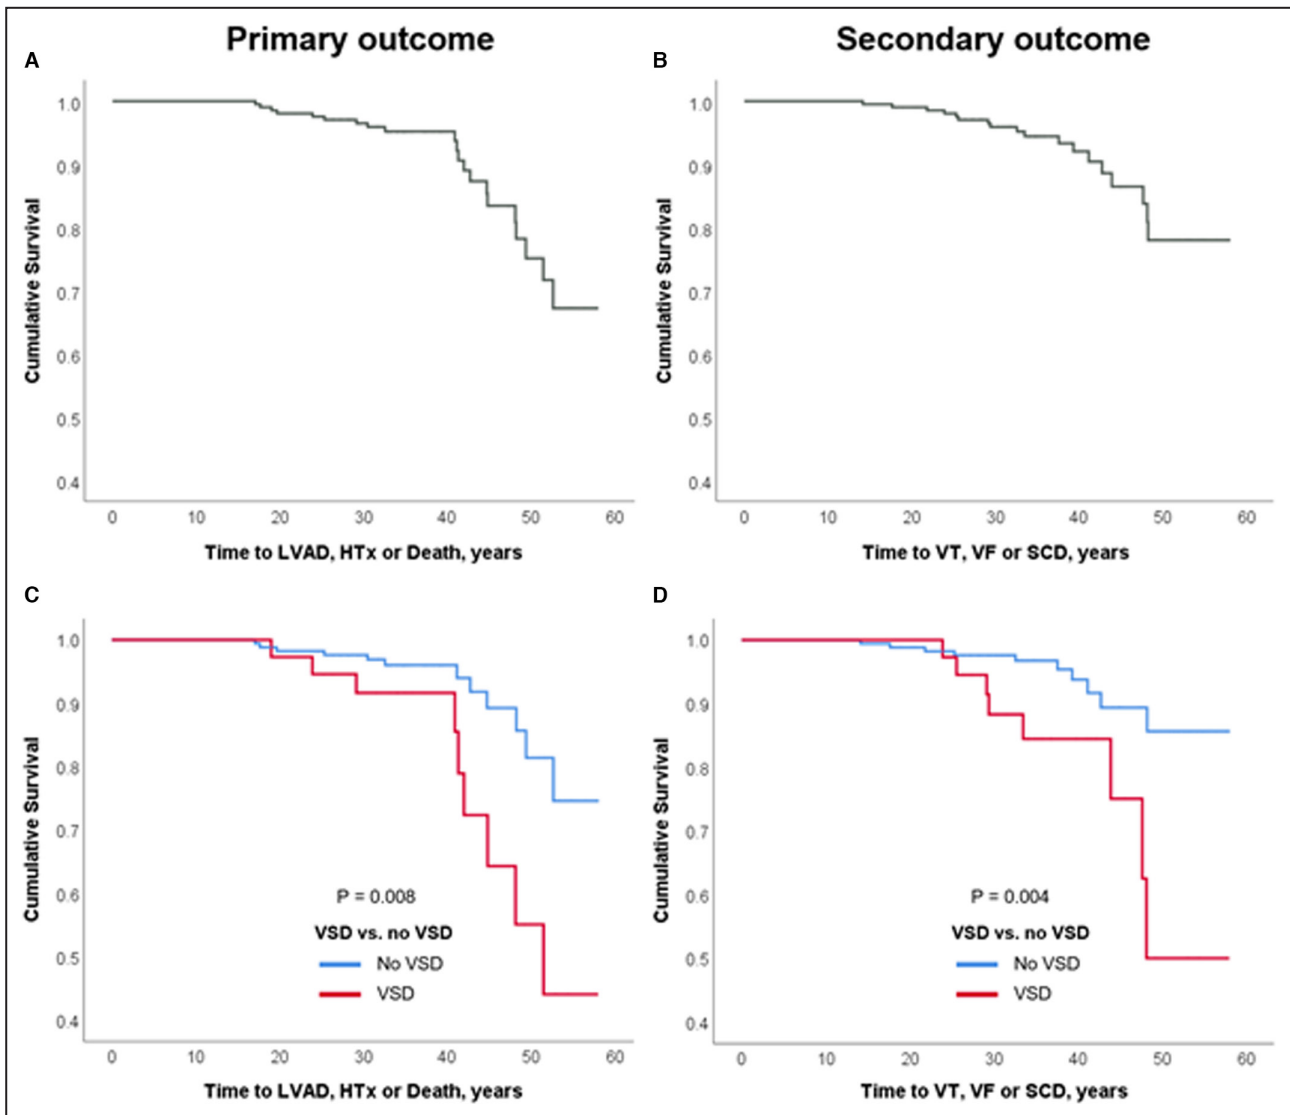 Primary outcome
Secondary outcome
A
B
1.0
0.9
0.8
0.7
0.6
0.5
0.4
Cumulative Survival
0 10 20 30 40 50 60
Time to LVAD, HTx or Death, years
1.0
0.9
0.8
0.7
0.6
0.5
0.4
Cumulative Survival
0 10 20 30 40 50 60
Time to VT, VF or SCD, years
C
D
1.0
0.9
0.8
0.7
0.6
0.5
0.4
Cumulative Survival
P = 0.008
VSD vs. no VSD
No VSD
VSD
0 10 20 30 40 50 60
Time to LVAD, HTx or Death, years
1.0
0.9
0.8
0.7
0.6
0.5
0.4
Cumulative Survival
P = 0.004
VSD vs. no VSD
No VSD
VSD
0 10 20 30 40 50 60
Time to VT, VF or SCD, years